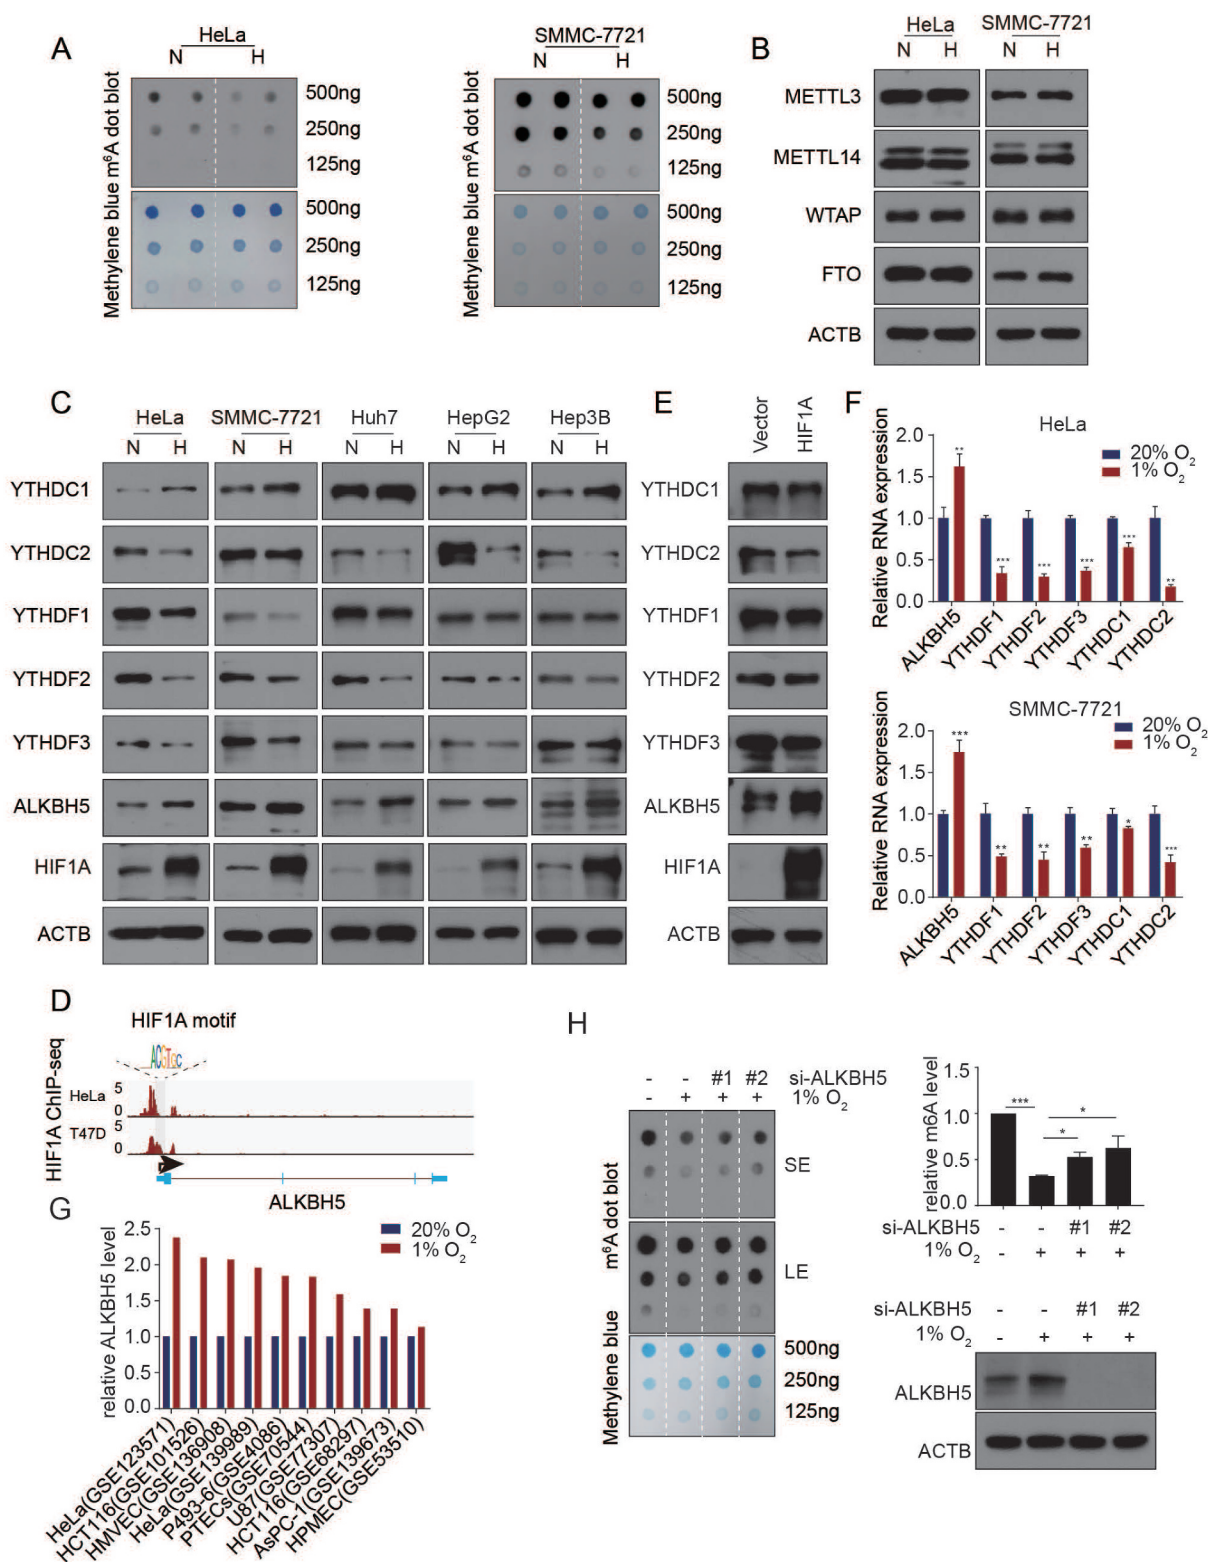 A
HeLa
N H
m⁶A dot blot
Methylene blue
500ng
250ng
125ng
500ng
250ng
125ng
SMMC-7721
N H
m⁶A dot blot
Methylene blue
500ng
250ng
125ng
500ng
250ng
125ng
B
HeLa SMMC-7721
N H N H
METTL3
METTL14
WTAP
FTO
ACTB
C
HeLa SMMC-7721 Huh7 HepG2 Hep3B
N H N H N H N H N H
YTHDC1
YTHDC2
YTHDF1
YTHDF2
YTHDF3
ALKBH5
HIF1A
ACTB
E
Vector HIF1A
YTHDC1
YTHDC2
YTHDF1
YTHDF2
YTHDF3
ALKBH5
HIF1A
ACTB
F
HeLa
20% O₂
1% O₂
Relative RNA expression
2.0
1.5
1.0
0.5
0.0
** *** *** *** *** **
ALKBH5 YTHDF1 YTHDF2 YTHDF3 YTHDC1 YTHDC2
SMMC-7721
20% O₂
1% O₂
Relative RNA expression
2.0
1.5
1.0
0.5
0.0
*** ** ** ** * ***
ALKBH5 YTHDF1 YTHDF2 YTHDF3 YTHDC1 YTHDC2
D
HIF1A motif
ACGTGC
HIF1A ChIP-seq
HeLa 5
0
T47D 5
0
ALKBH5
G
20% O₂
1% O₂
relative ALKBH5 level
2.5
2.0
1.5
1.0
0.5
0.0
HeLa(GSE123571)
HCT116(GSE101526)
HMVEC(GSE136908)
HeLa(GSE139989)
P493-6(GSE4086)
PTECs(GSE70544)
U87(GSE77307)
HCT116(GSE68297)
AsPC-1(GSE139673)
HPMEC(GSE53510)
H
- - #1 #2 si-ALKBH5
- + + + 1% O₂
m⁶A dot blot
SE
LE
Methylene blue
500ng
250ng
125ng
relative m6A level
1.5
1.0
0.5
0.0
*** * *
si-ALKBH5 - - #1 #2
1% O₂ - + + +
si-ALKBH5 - - #1 #2
1% O₂ - + + +
ALKBH5
ACTB